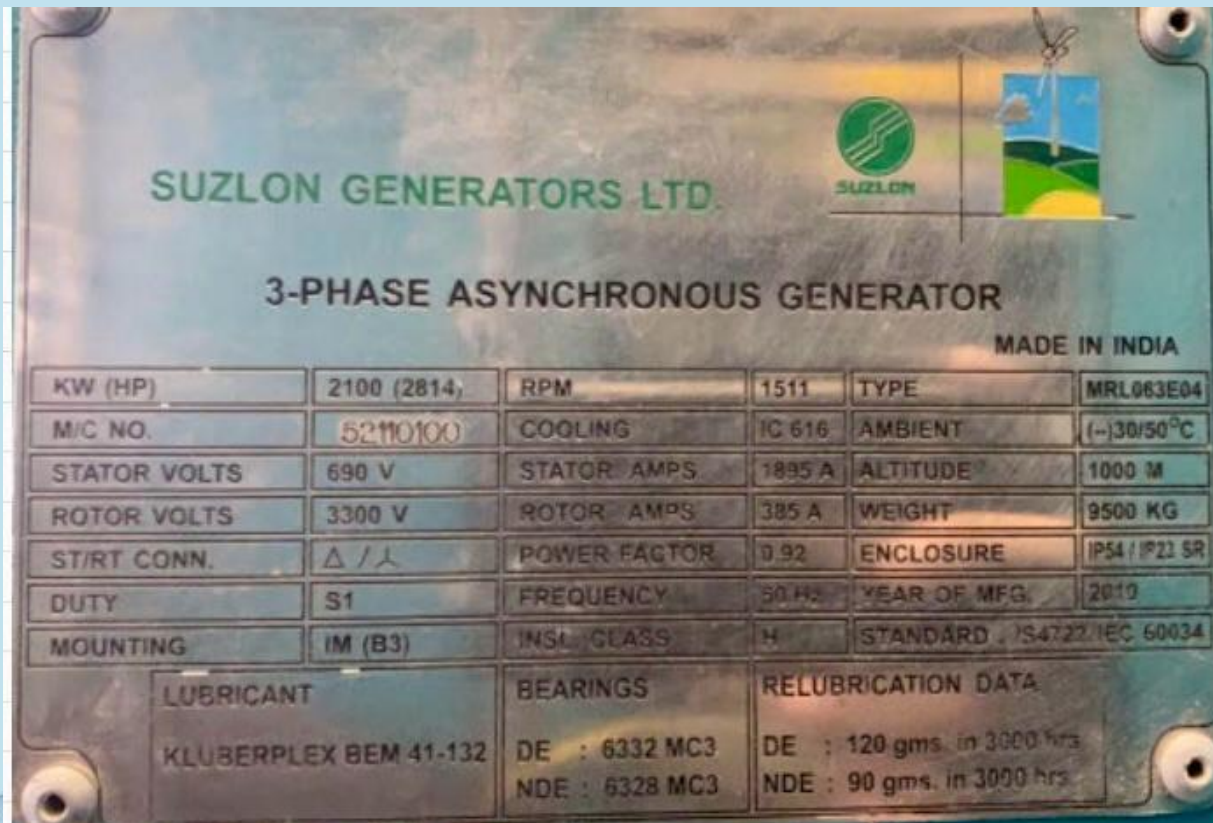 SUZLON
SUZLON GENERATORS LTD.
3-PHASE ASYNCHRONOUS GENERATOR
MADE IN INDIA
KW (HP) 2100 (2814) RPM 1511 TYPE MRL063E04
M/C NO. 52110100 COOLING IC 616 AMBIENT (-)30/50°C
STATOR VOLTS 690 V STATOR AMPS 1895 A ALTITUDE 1000 M
ROTOR VOLTS 3300 V ROTOR AMPS 385 A WEIGHT 9500 KG
ST/RT CONN. Δ / ⅄ POWER FACTOR 0.92 ENCLOSURE IP54 / IP23 SR
DUTY S1 FREQUENCY 50 Hz YEAR OF MFG. 2010
MOUNTING IM (B3) INSL. CLASS H STANDARD : IS4722/IEC 60034
LUBRICANT BEARINGS RELUBRICATION DATA
KLUBERPLEX BEM 41-132 DE : 6332 MC3 DE : 120 gms. in 3000 hrs
NDE : 6328 MC3 NDE : 90 gms. in 3000 hrs